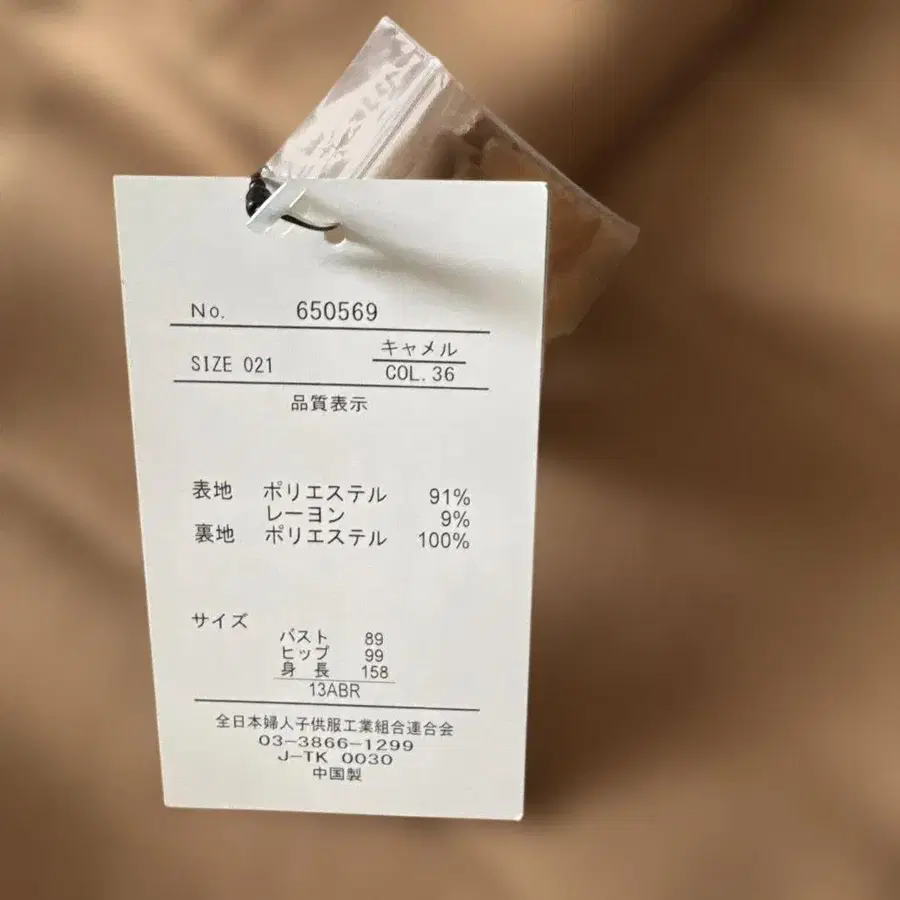 No. 650569
キャメル
SIZE 021
COL.36
品質表示
表地 ポリエステル 91%
レーヨン 9%
裏地 ポリエステル 100%
サイズ
バスト 89
ヒップ 99
身 長 158
13ABR
全日本婦人子供服工業組合連合会
03-3866-1299
J-TK 0030
中国製